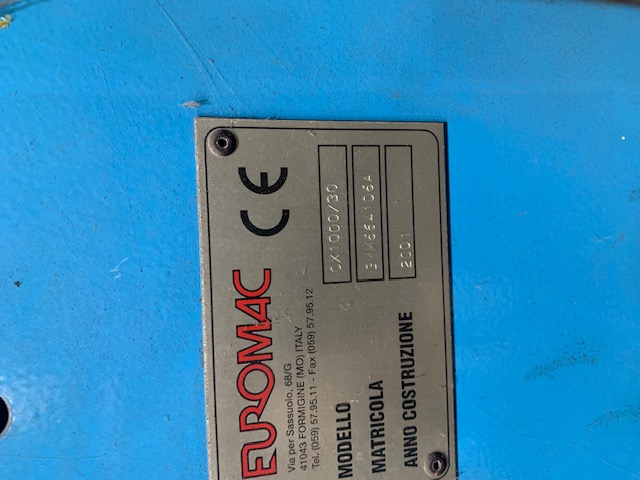 EUROMAC CE
Via per Sassuolo, 68/G
41043 FORMIGINE (MO) ITALY
Tel. (059) 57.95.11 - Fax (059) 57.95.12
MODELLO CX1000/30
MATRICOLA
ANNO COSTRUZIONE 2001